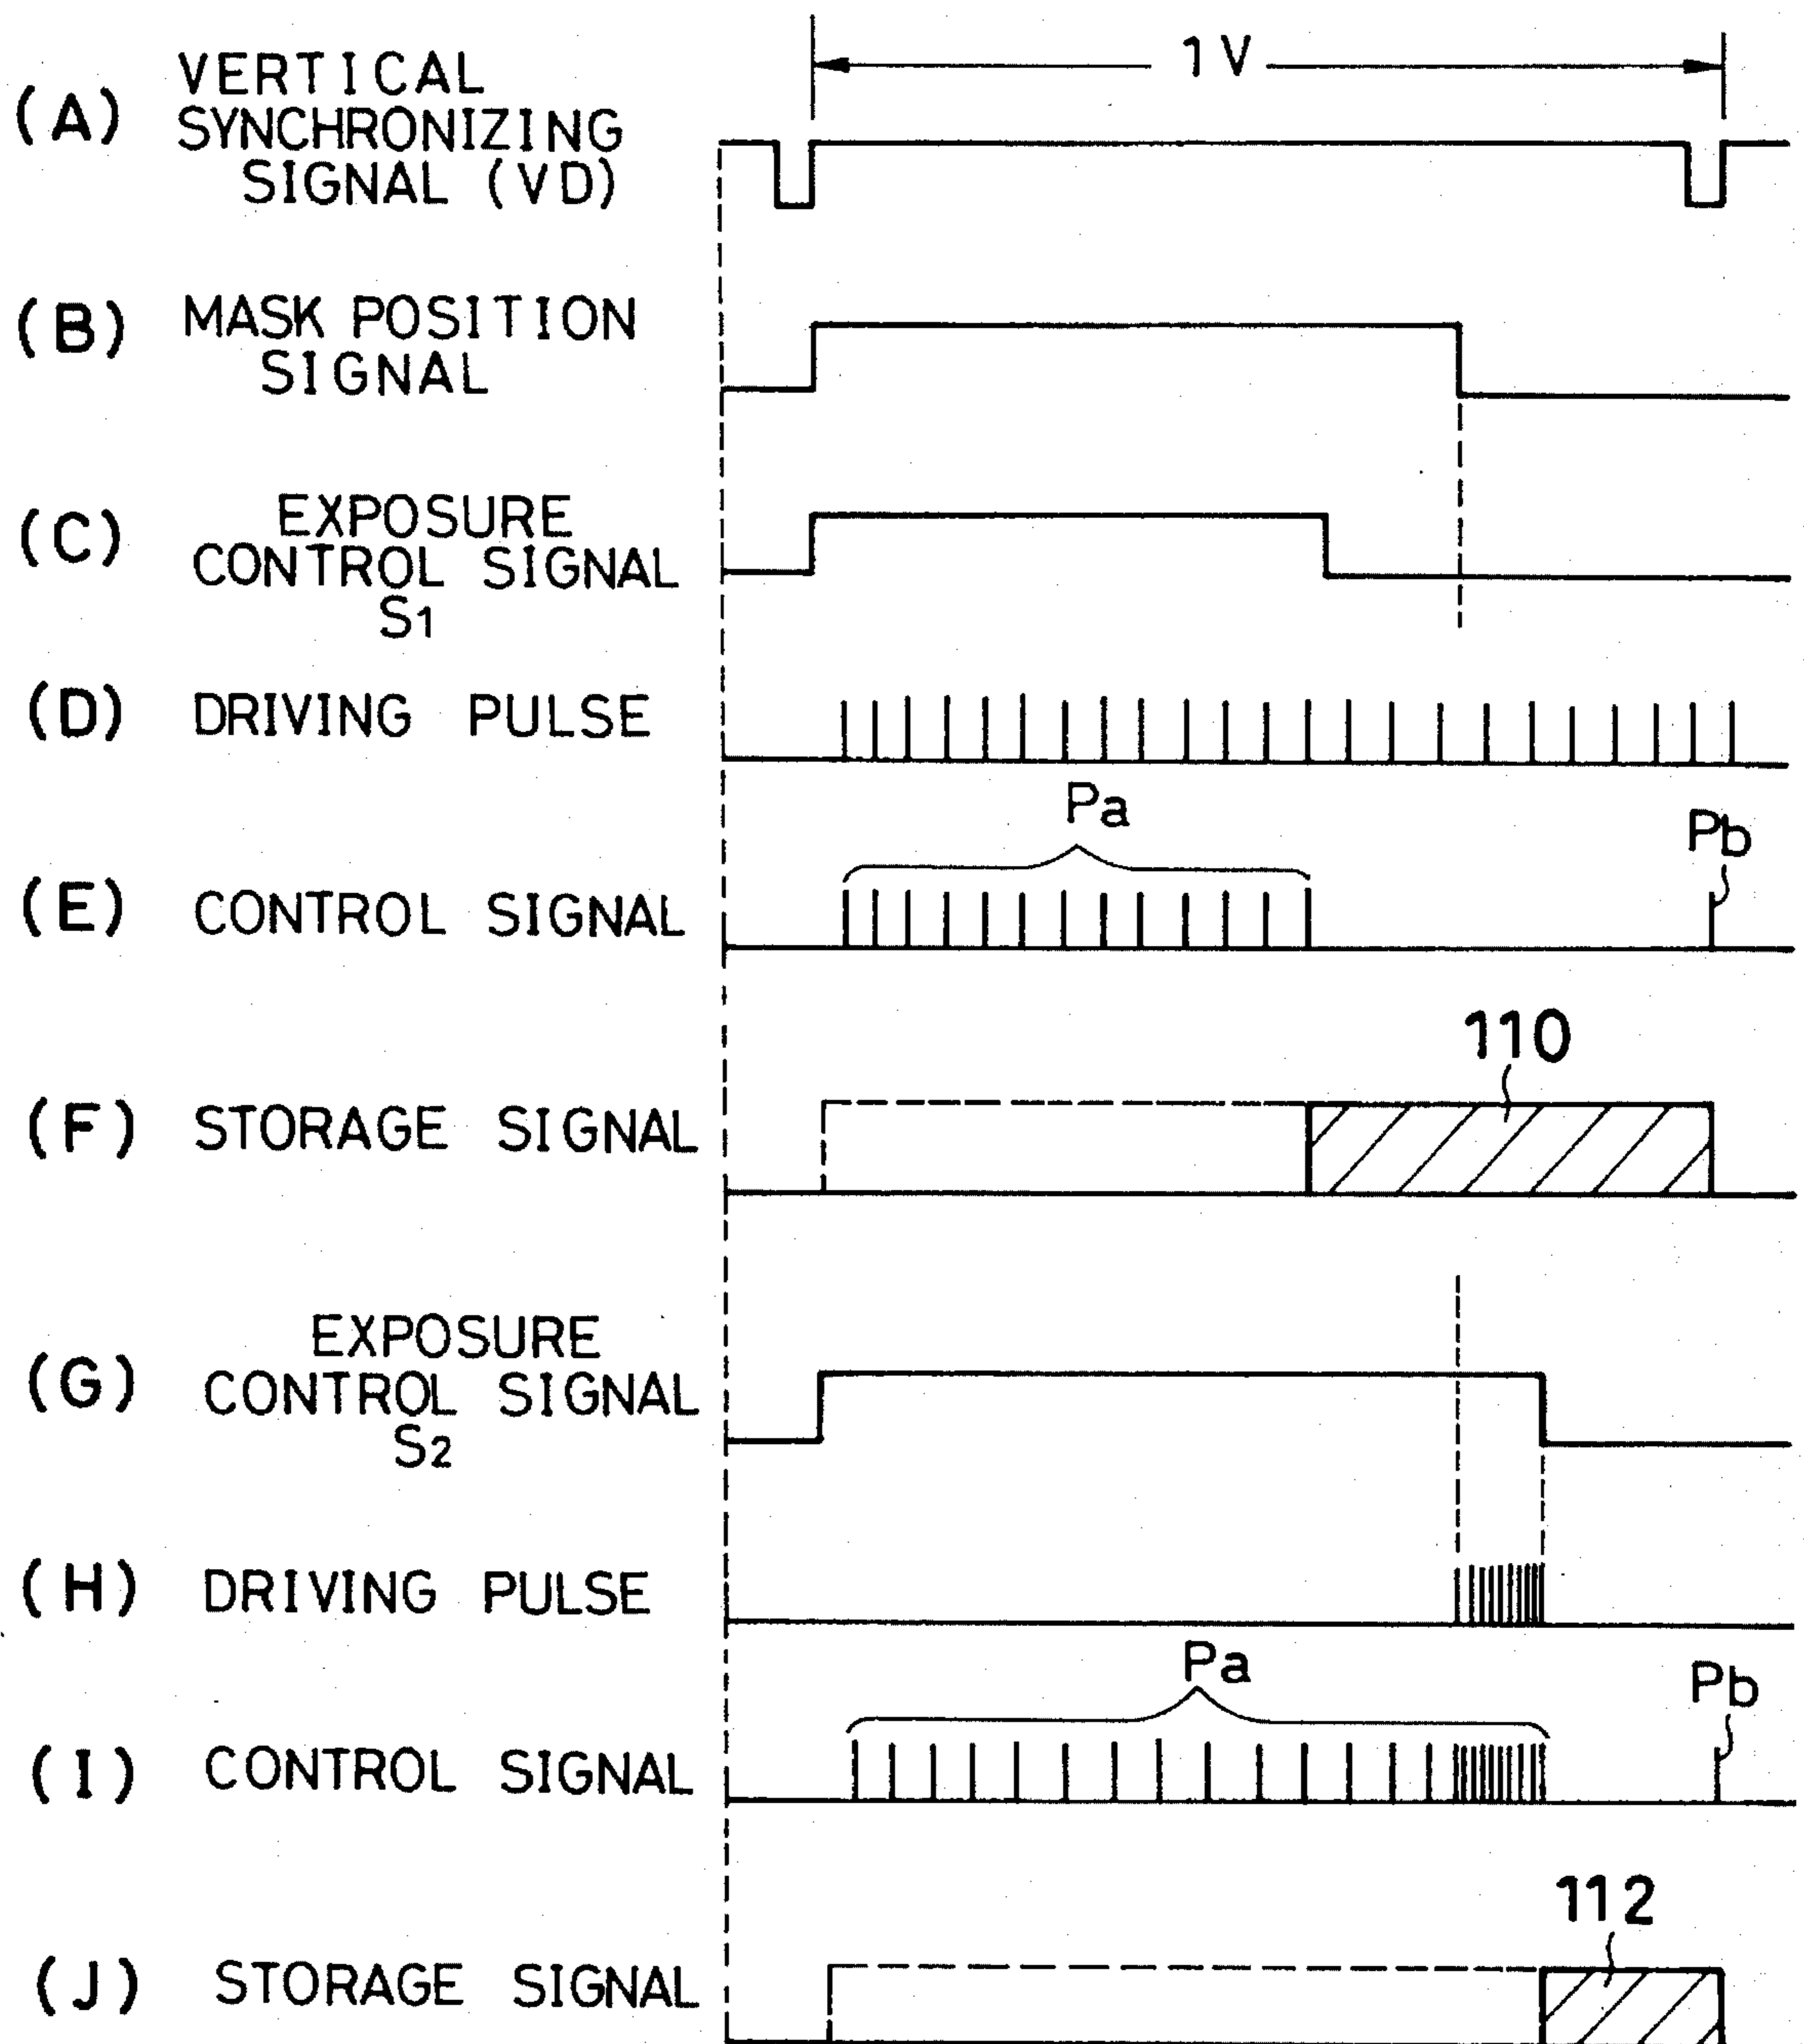 1 V
(A) VERTICAL
SYNCHRONIZING
SIGNAL (VD)
(B) MASK POSITION
SIGNAL
(C) EXPOSURE
CONTROL SIGNAL
S1
(D) DRIVING PULSE
Pa
Pb
(E) CONTROL SIGNAL
110
(F) STORAGE SIGNAL
(G) EXPOSURE
CONTROL SIGNAL
S2
(H) DRIVING PULSE
Pa
Pb
(I) CONTROL SIGNAL
112
(J) STORAGE SIGNAL